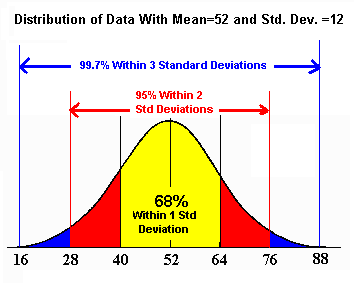 Distribution of Data With Mean=52 and Std. Dev. =12
99.7% Within 3 Standard Deviations
95% Within 2
Std Deviations
68%
Within 1 Std
Deviation
16 28 40 52 64 76 88